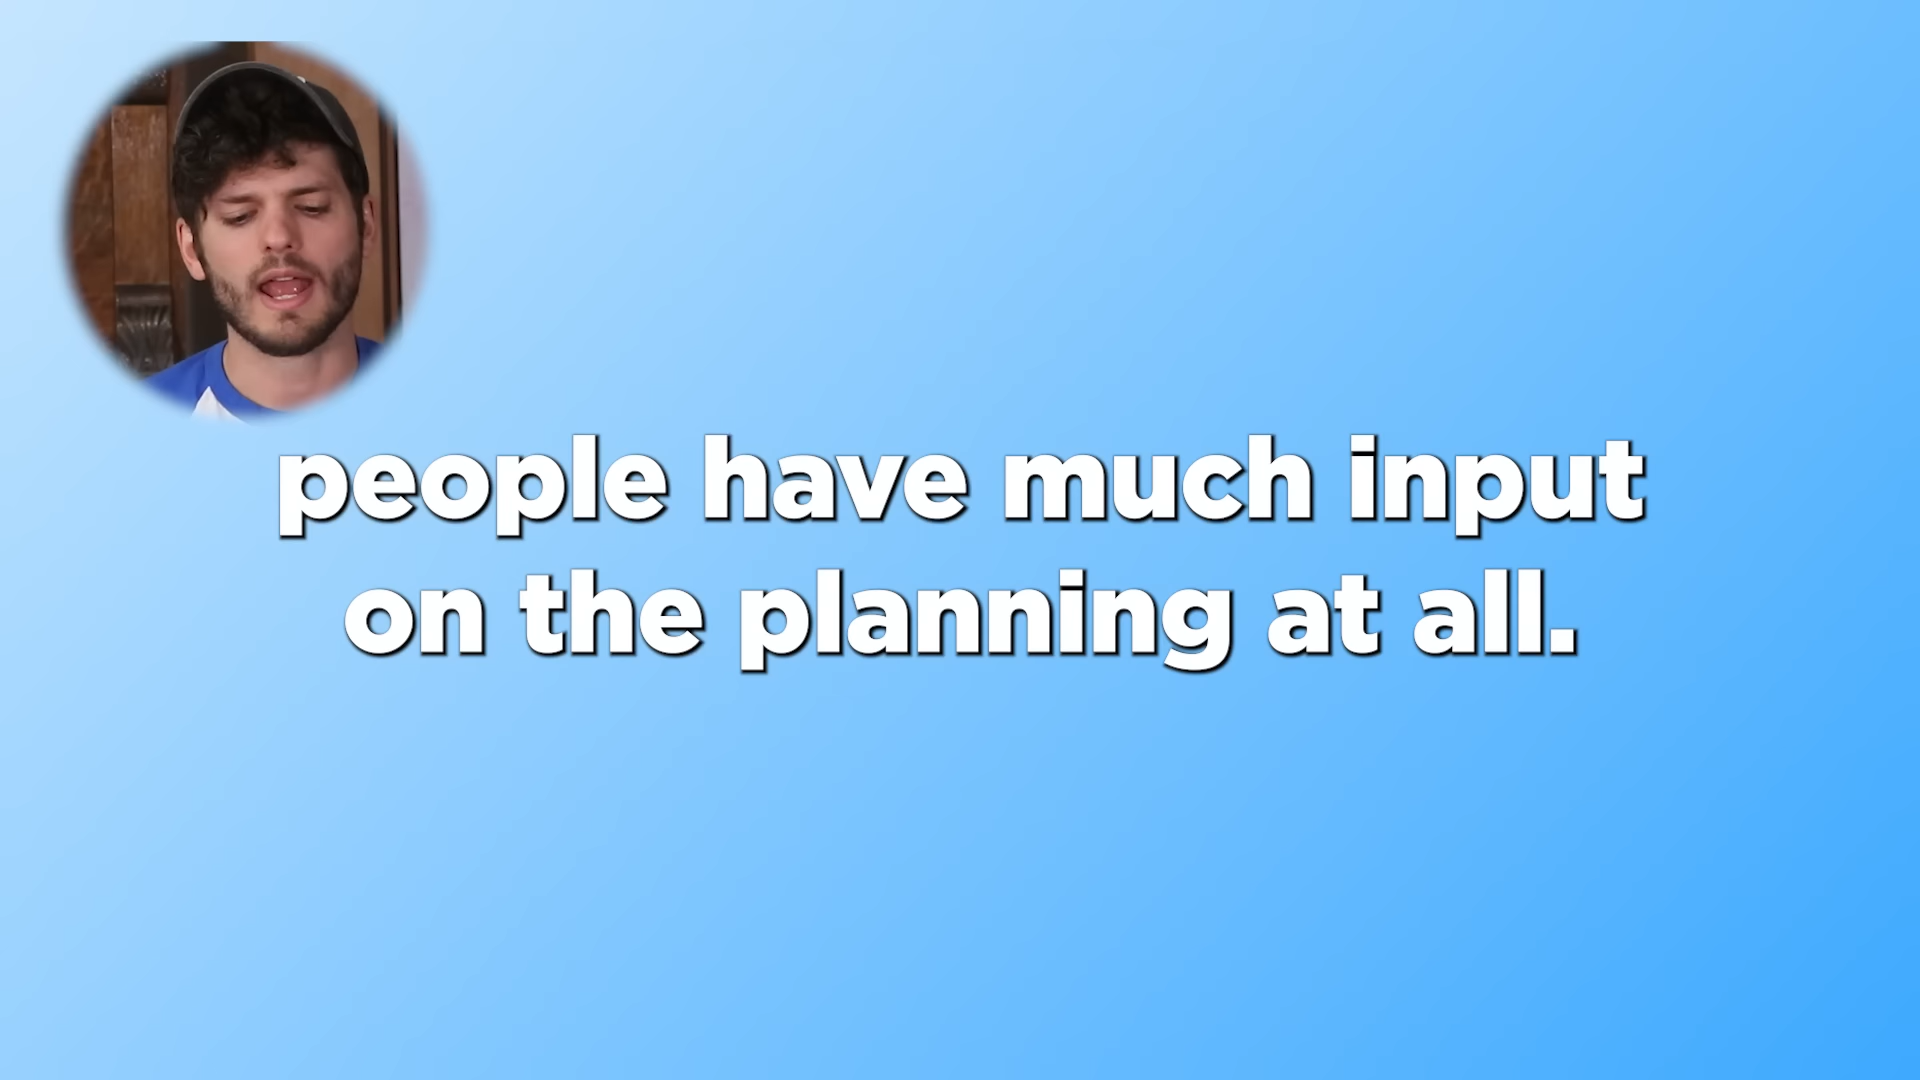 people have much input
on the planning at all.